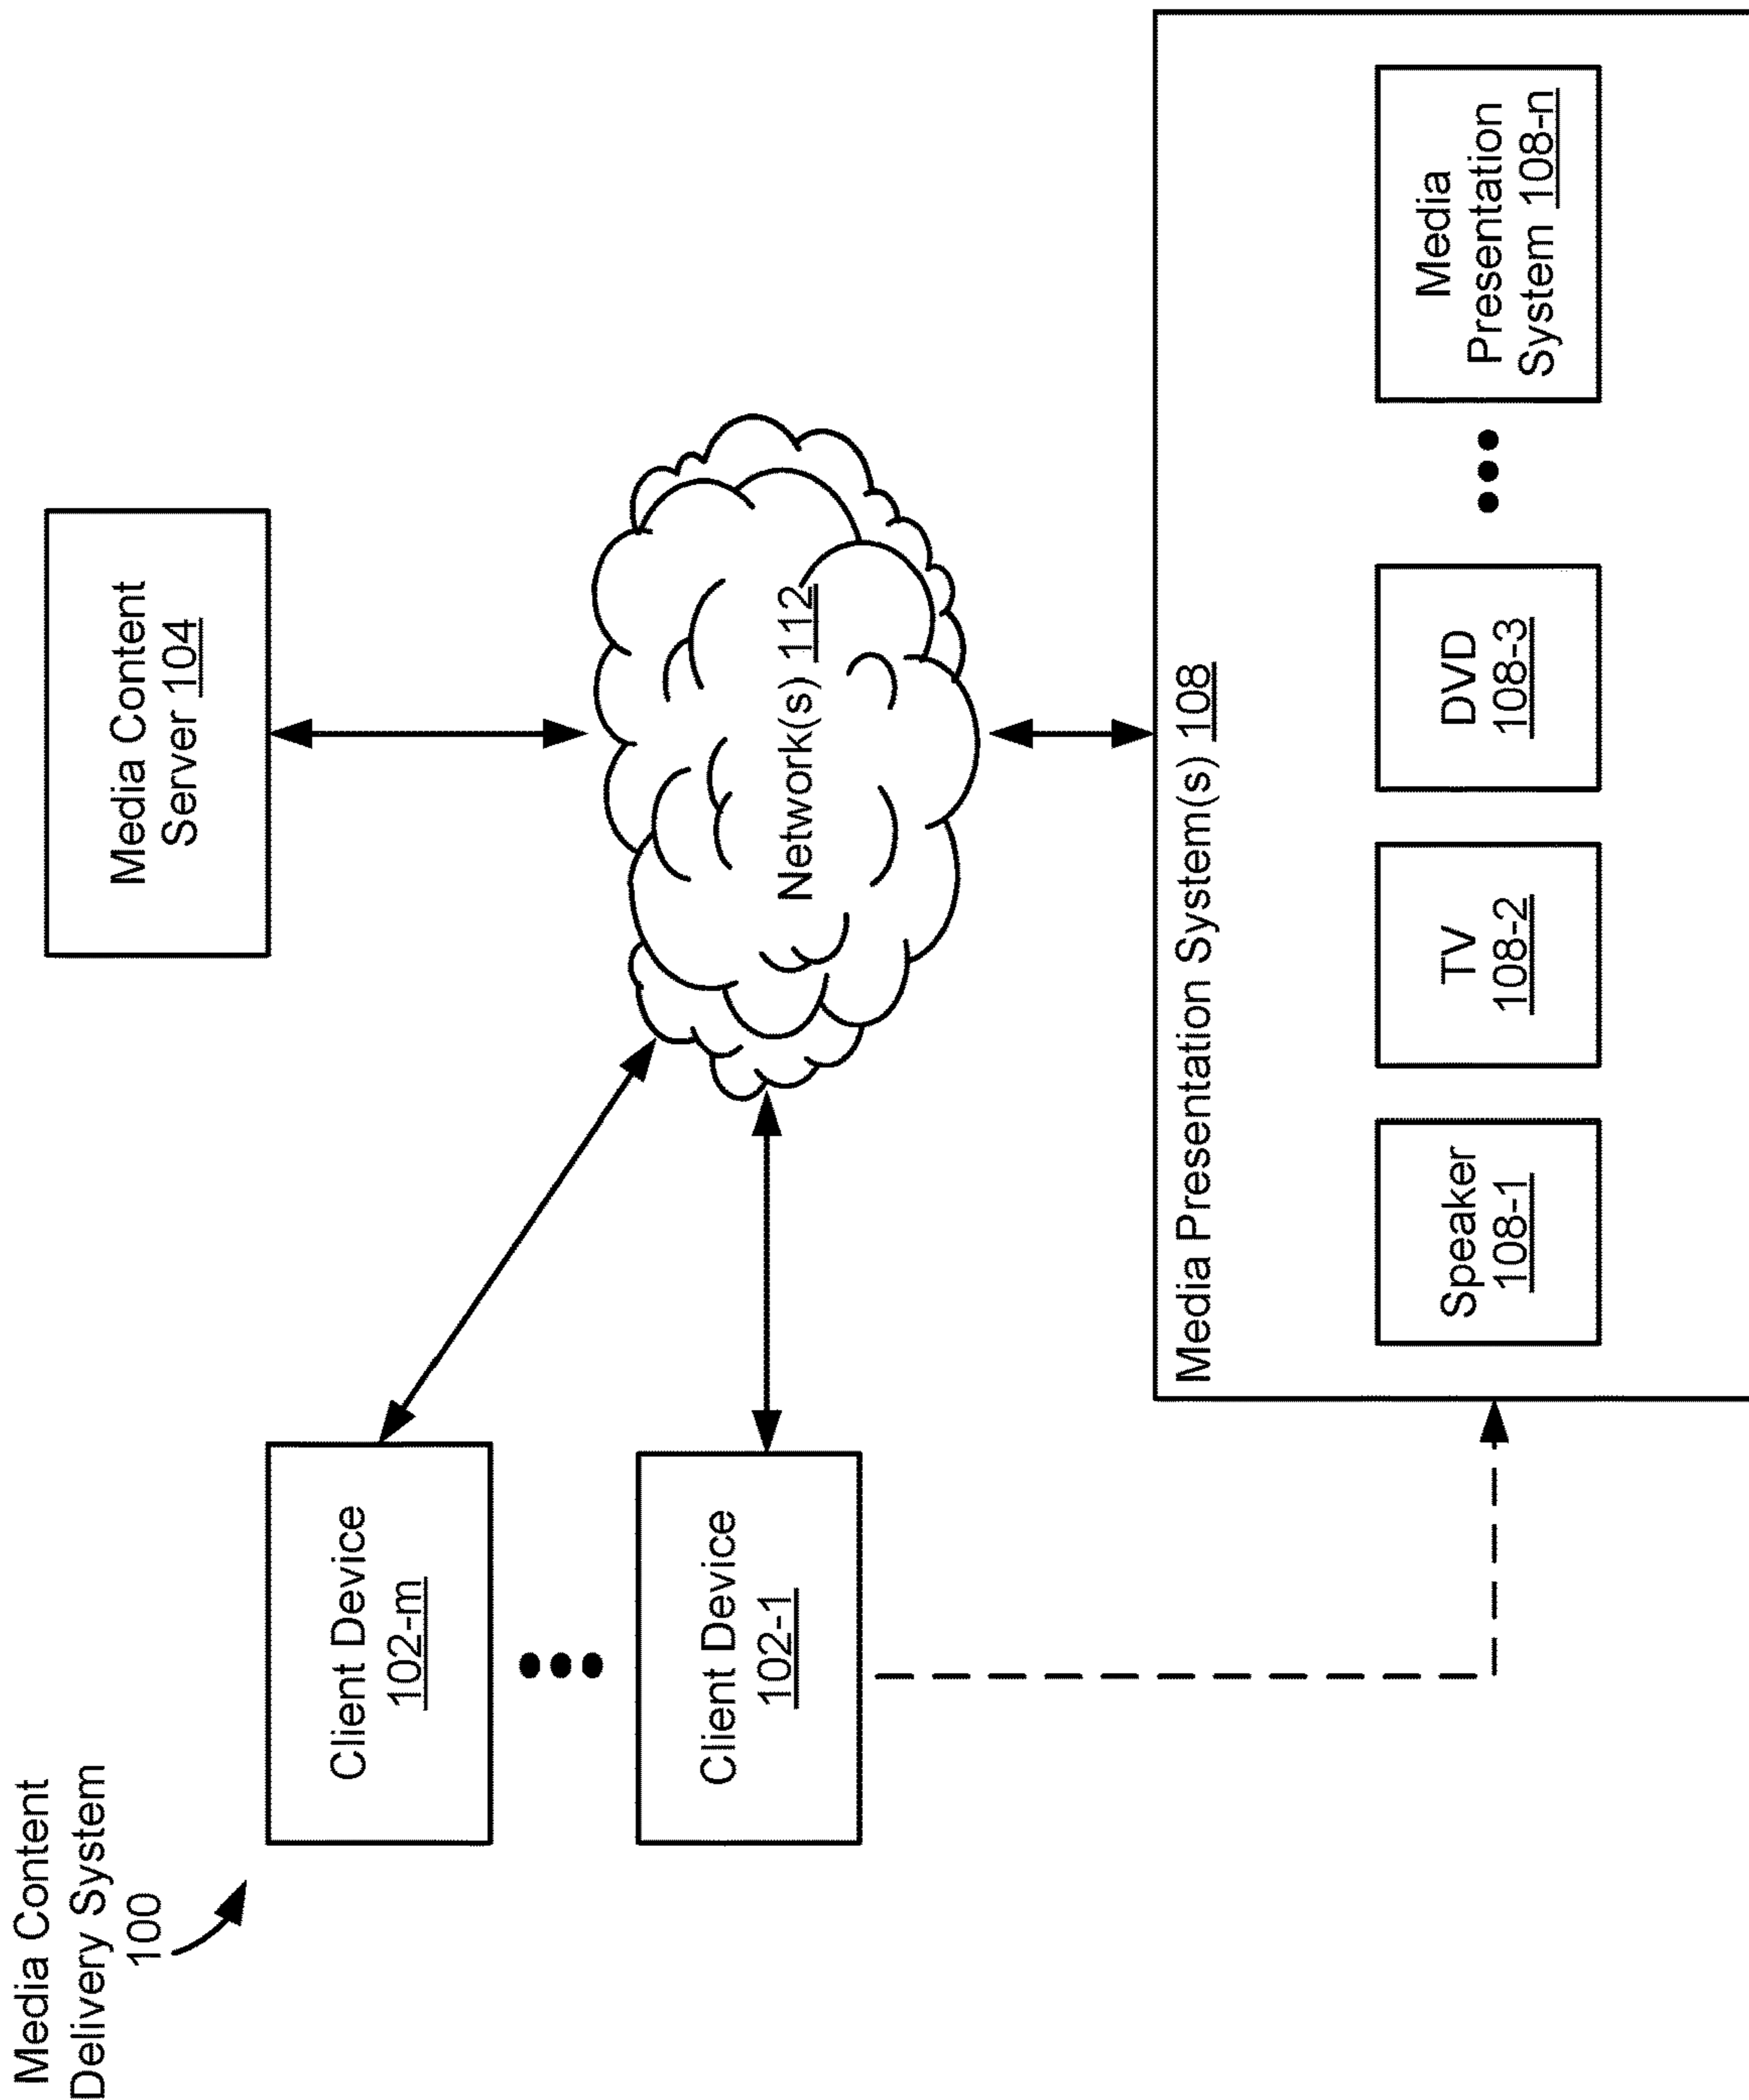 Media Content
Delivery System
100
Client Device
102-m
Client Device
102-1
Media Content
Server 104
Network(s) 112
Media Presentation System(s) 108
Speaker
108-1
TV
108-2
DVD
108-3
Media
Presentation
System 108-n